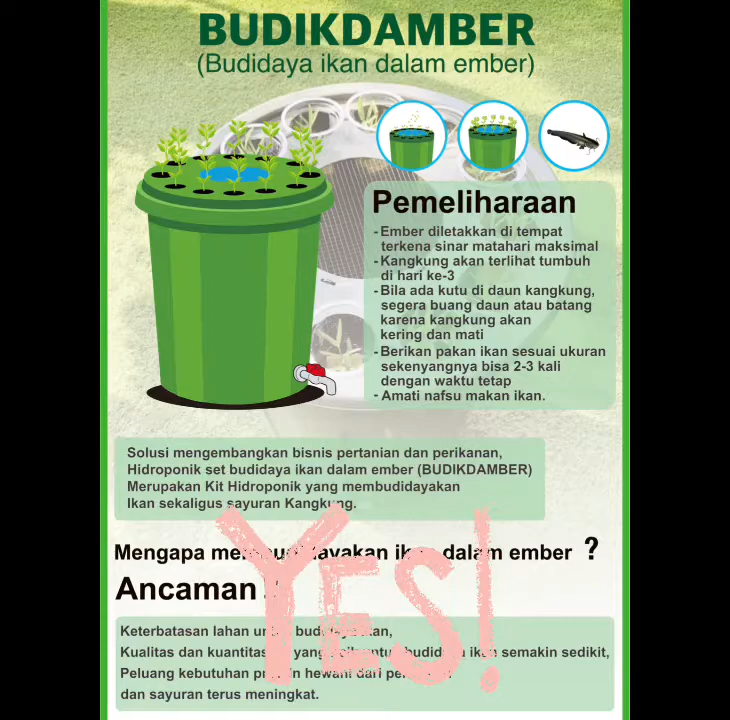 BUDIKDAMBER
(Budidaya ikan dalam ember)
Pemeliharaan
-Ember diletakkan di tempat
terkena sinar matahari maksimal
-Kangkung akan terlihat tumbuh
di hari ke-3
-Bila ada kutu di daun kangkung,
segera buang daun atau batang
karena kangkung akan
kering dan mati
-Berikan pakan ikan sesuai ukuran
sekenyangnya bisa 2-3 kali
dengan waktu tetap
-Amati nafsu makan ikan.
Solusi mengembangkan bisnis pertanian dan perikanan,
Hidroponik set budidaya ikan dalam ember (BUDIKDAMBER)
Merupakan Kit Hidroponik yang membudidayakan
Ikan sekaligus sayuran Kangkung.
Mengapa ikan dalam ember ?
Ancaman
YES!
Keterbatasan lahan
Kualitas dan yang ikan semakin sedikit,
Peluang kebutuhan hewani dari
dan sayuran terus meningkat.